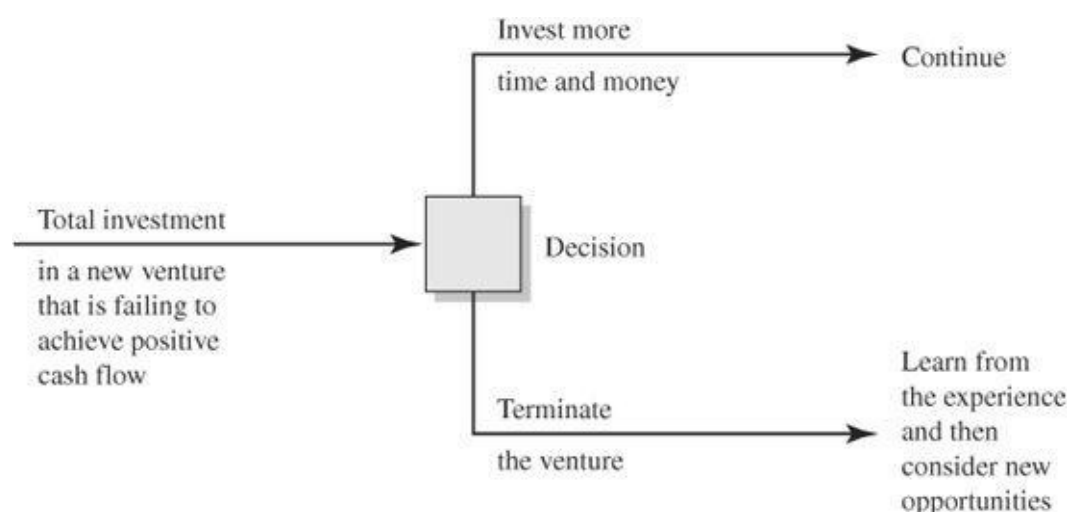 Invest more
time and money
Continue
Total investment
in a new venture
that is failing to
achieve positive
cash flow
Decision
Terminate
the venture
Learn from
the experience
and then
consider new
opportunities